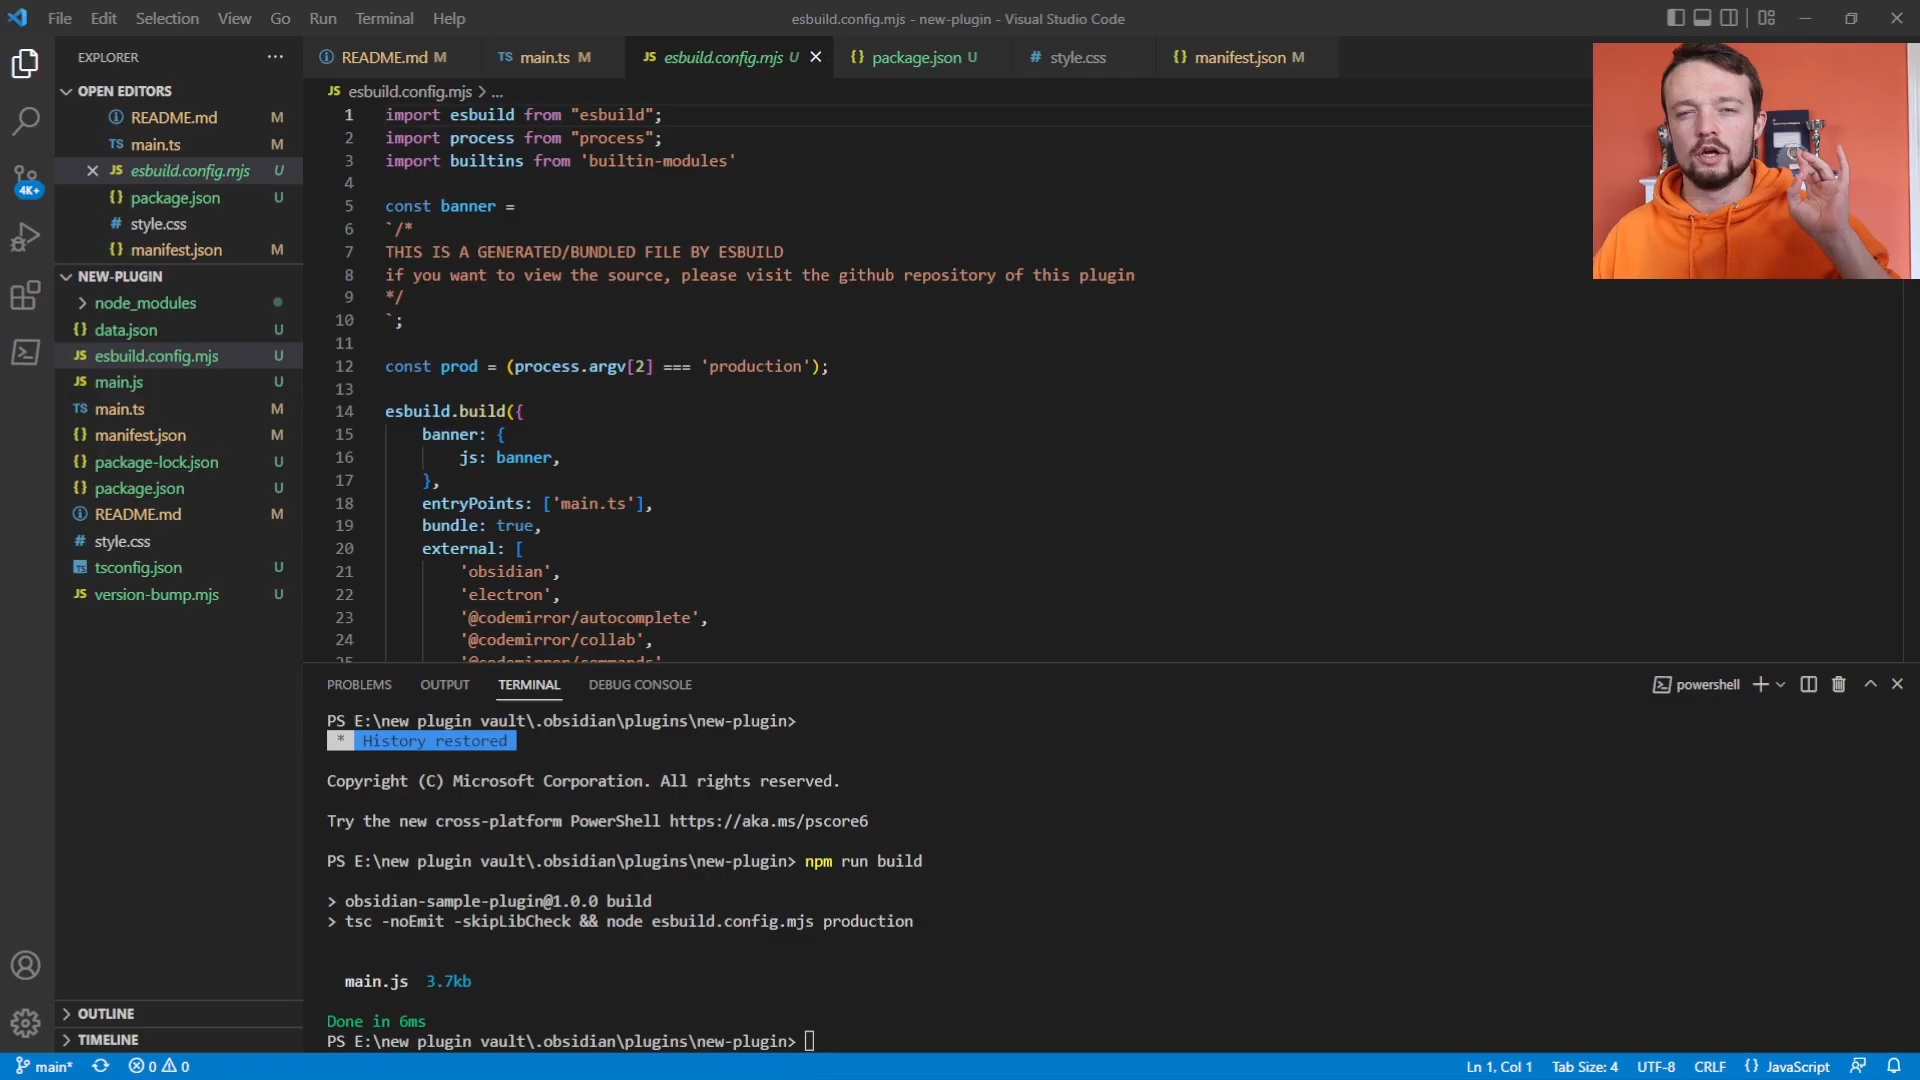 File Edit Selection View Go Run Terminal Help
esbuild.config.mjs - new-plugin - Visual Studio Code
EXPLORER
OPEN EDITORS
README.md M
TS main.ts M
JS esbuild.config.mjs U
{} package.json U
# style.css
{} manifest.json M
NEW-PLUGIN
node_modules
{} data.json U
JS esbuild.config.mjs U
JS main.js U
TS main.ts M
{} manifest.json M
{} package-lock.json U
{} package.json U
README.md M
# style.css
TS tsconfig.json U
JS version-bump.mjs U
OUTLINE
TIMELINE
4K+
README.md M TS main.ts M JS esbuild.config.mjs U {} package.json U # style.css {} manifest.json M
JS esbuild.config.mjs > ...
1 import esbuild from "esbuild";
2 import process from "process";
3 import builtins from 'builtin-modules'
4
5 const banner =
6 `/*
7 THIS IS A GENERATED/BUNDLED FILE BY ESBUILD
8 if you want to view the source, please visit the github repository of this plugin
9 */
10 `;
11
12 const prod = (process.argv[2] === 'production');
13
14 esbuild.build({
15 banner: {
16 js: banner,
17 },
18 entryPoints: ['main.ts'],
19 bundle: true,
20 external: [
21 'obsidian',
22 'electron',
23 '@codemirror/autocomplete',
24 '@codemirror/collab',
25 '@codemirror/commands',
PROBLEMS OUTPUT TERMINAL DEBUG CONSOLE
powershell
PS E:\new plugin vault\.obsidian\plugins\new-plugin>
* History restored
Copyright (C) Microsoft Corporation. All rights reserved.
Try the new cross-platform PowerShell https://aka.ms/pscore6
PS E:\new plugin vault\.obsidian\plugins\new-plugin> npm run build
> obsidian-sample-plugin@1.0.0 build
> tsc -noEmit -skipLibCheck && node esbuild.config.mjs production
main.js 3.7kb
Done in 6ms
PS E:\new plugin vault\.obsidian\plugins\new-plugin>
main* 0 0
Ln 1, Col 1 Tab Size: 4 UTF-8 CRLF {} JavaScript